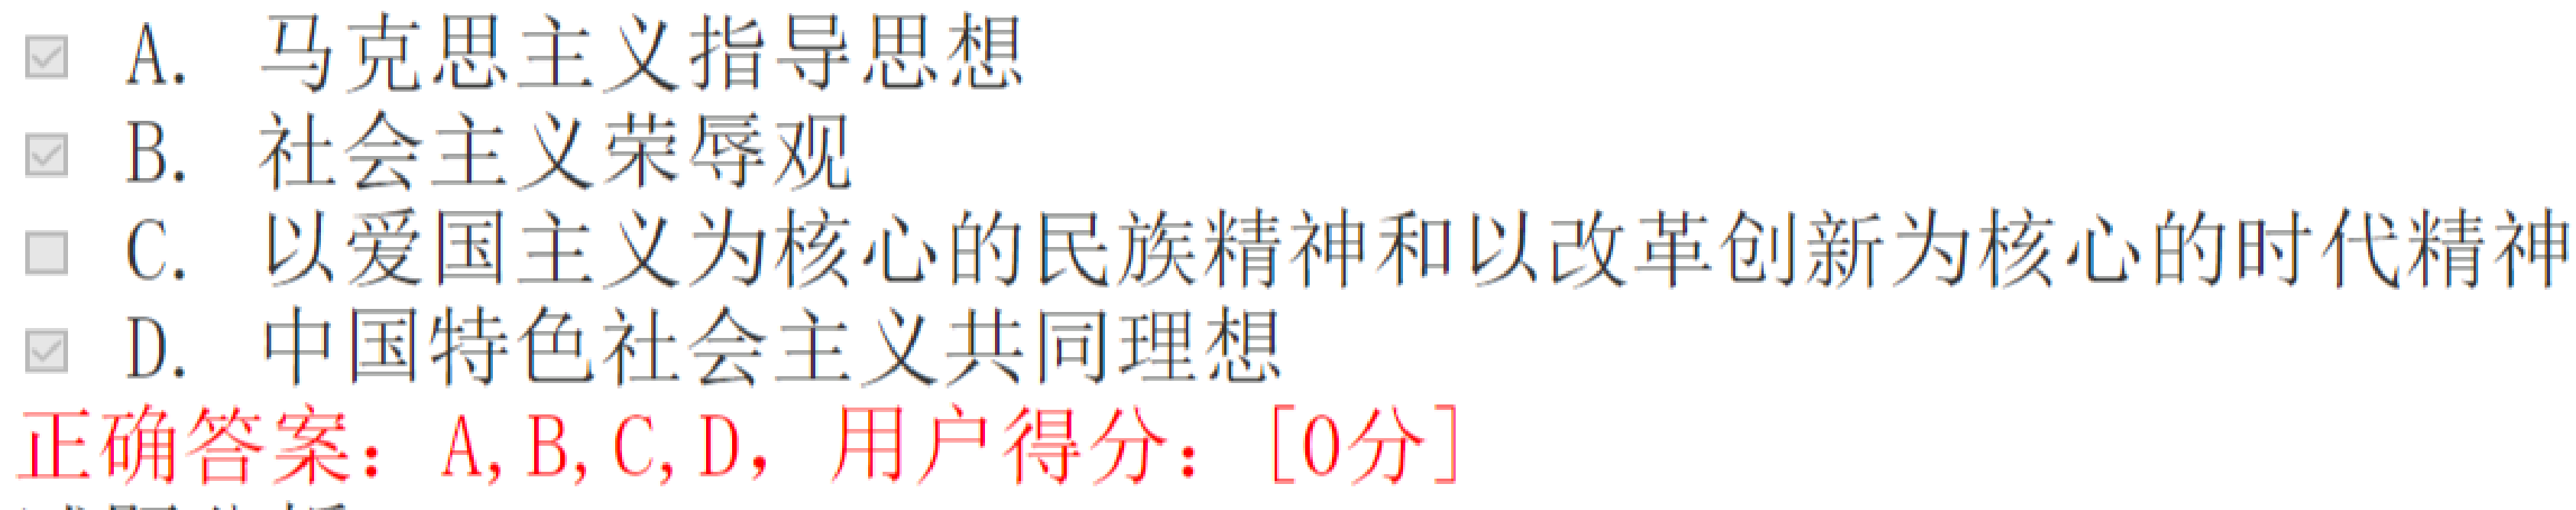 A. 马克思主义指导思想
B. 社会主义荣辱观
C. 以爱国主义为核心的民族精神和以改革创新为核心的时代精神
D. 中国特色社会主义共同理想
正确答案：A,B,C,D，用户得分：[0分]